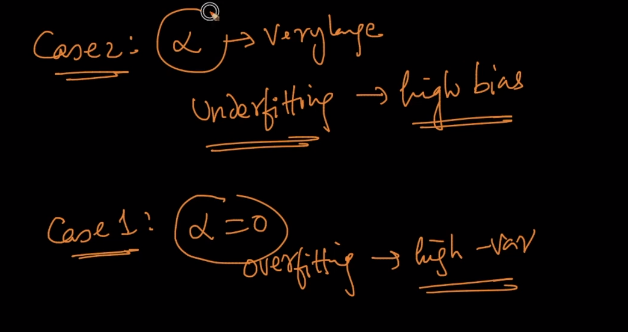 Case 2: α → very large
Underfitting → high bias
Case 1: α = 0
overfitting → high-var